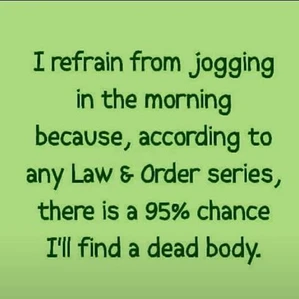 I refrain from jogging
in the morning
because, according to
any Law & Order series,
there is a 95% chance
I'll find a dead body.